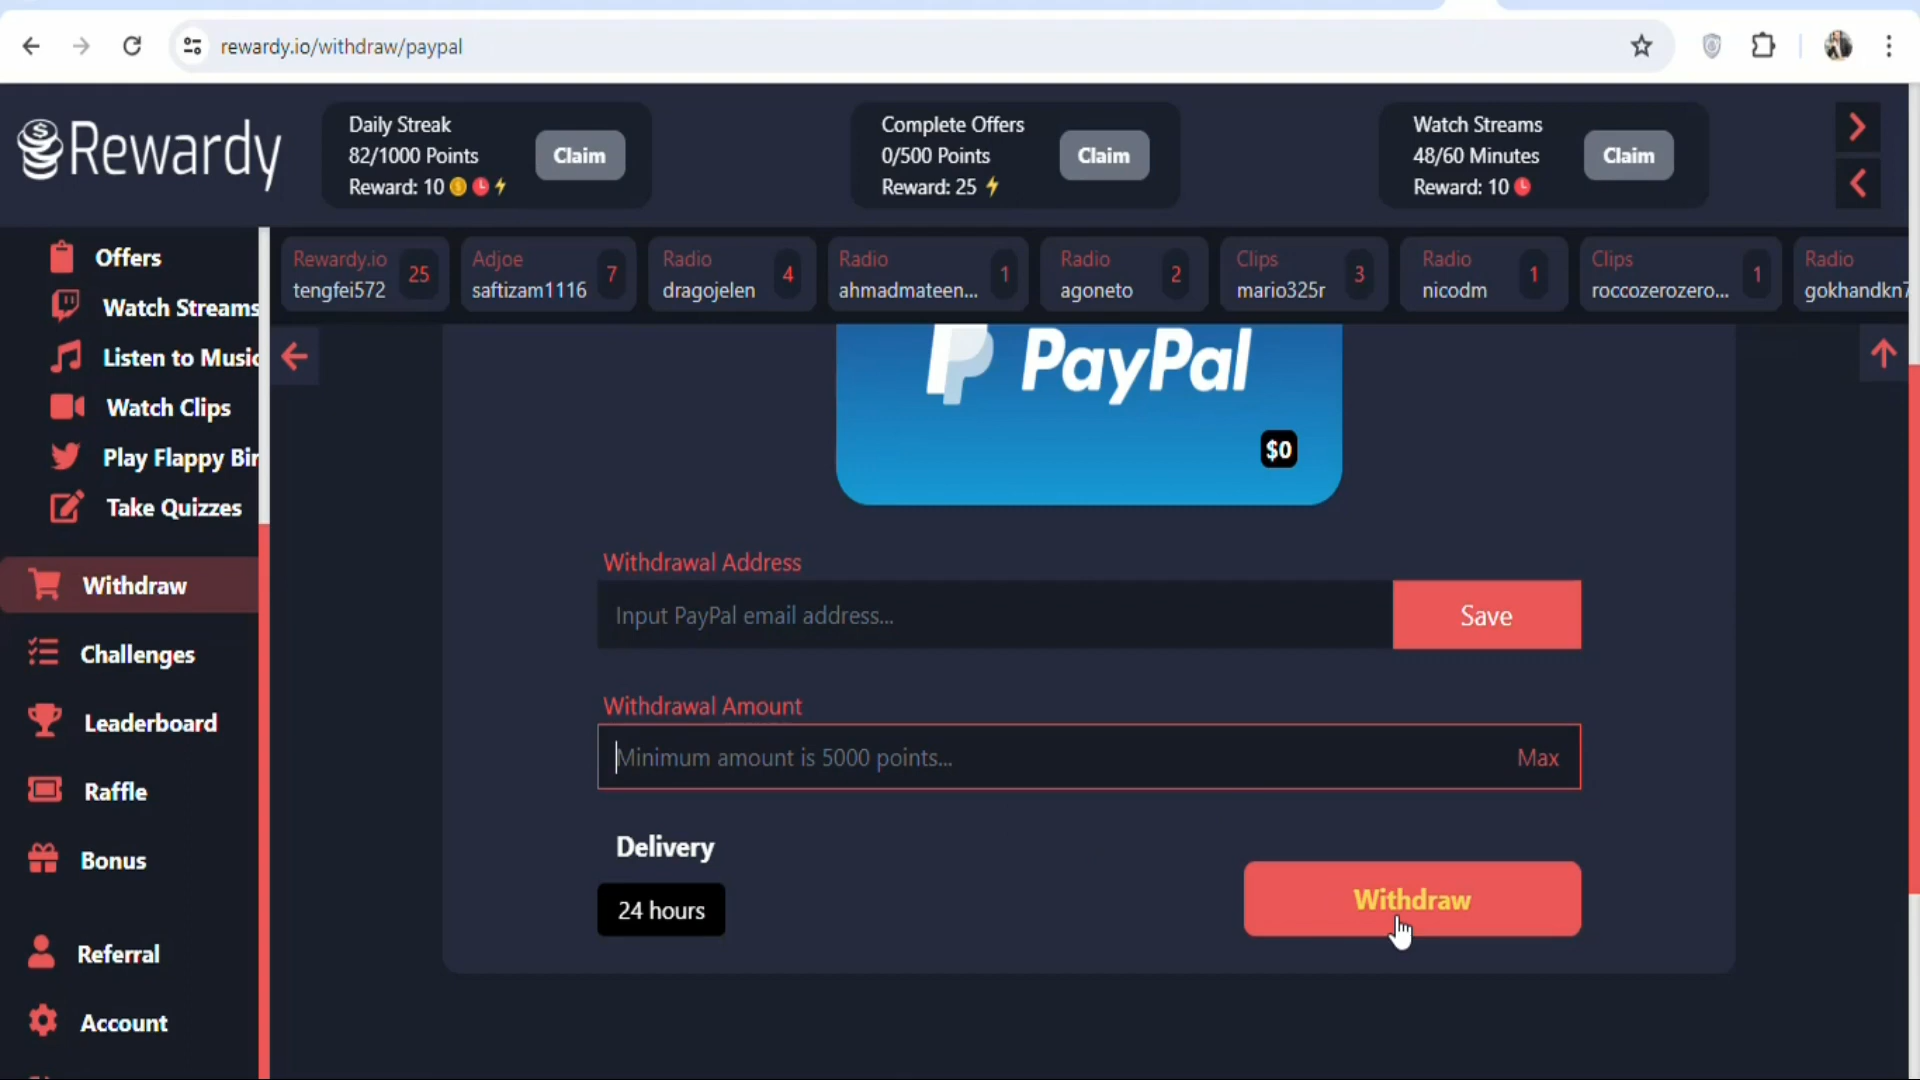 rewardy.io/withdraw/paypal
Rewardy
Daily Streak
82/1000 Points
Reward: 10
Claim
Complete Offers
0/500 Points
Reward: 25
Claim
Watch Streams
48/60 Minutes
Reward: 10
Claim
Rewardy.io
tengfei572
25
Adjoe
saftizam1116
7
Radio
dragojelen
4
Radio
ahmadmateen...
1
Radio
agoneto
2
Clips
mario325r
3
Radio
nicodm
1
Clips
roccozerozero...
1
Radio
gokhandkn7
Offers
Watch Streams
Listen to Music
Watch Clips
Play Flappy Bir
Take Quizzes
Withdraw
Challenges
Leaderboard
Raffle
Bonus
Referral
Account
PayPal
$0
Withdrawal Address
Input PayPal email address...
Save
Withdrawal Amount
Minimum amount is 5000 points...
Max
Delivery
24 hours
Withdraw